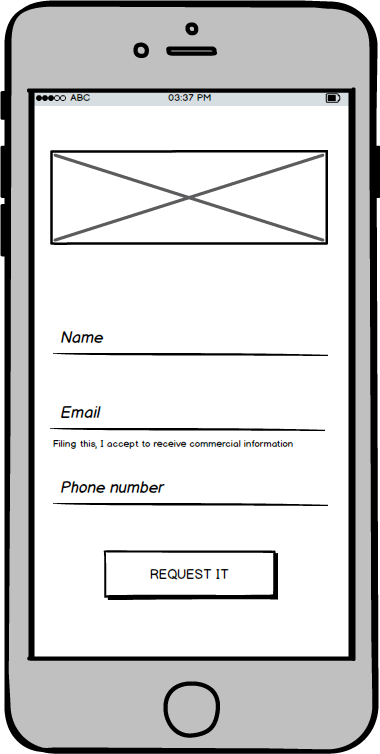 ABC 03:37 PM
Name
Email
Filing this, I accept to receive commercial information
Phone number
REQUEST IT